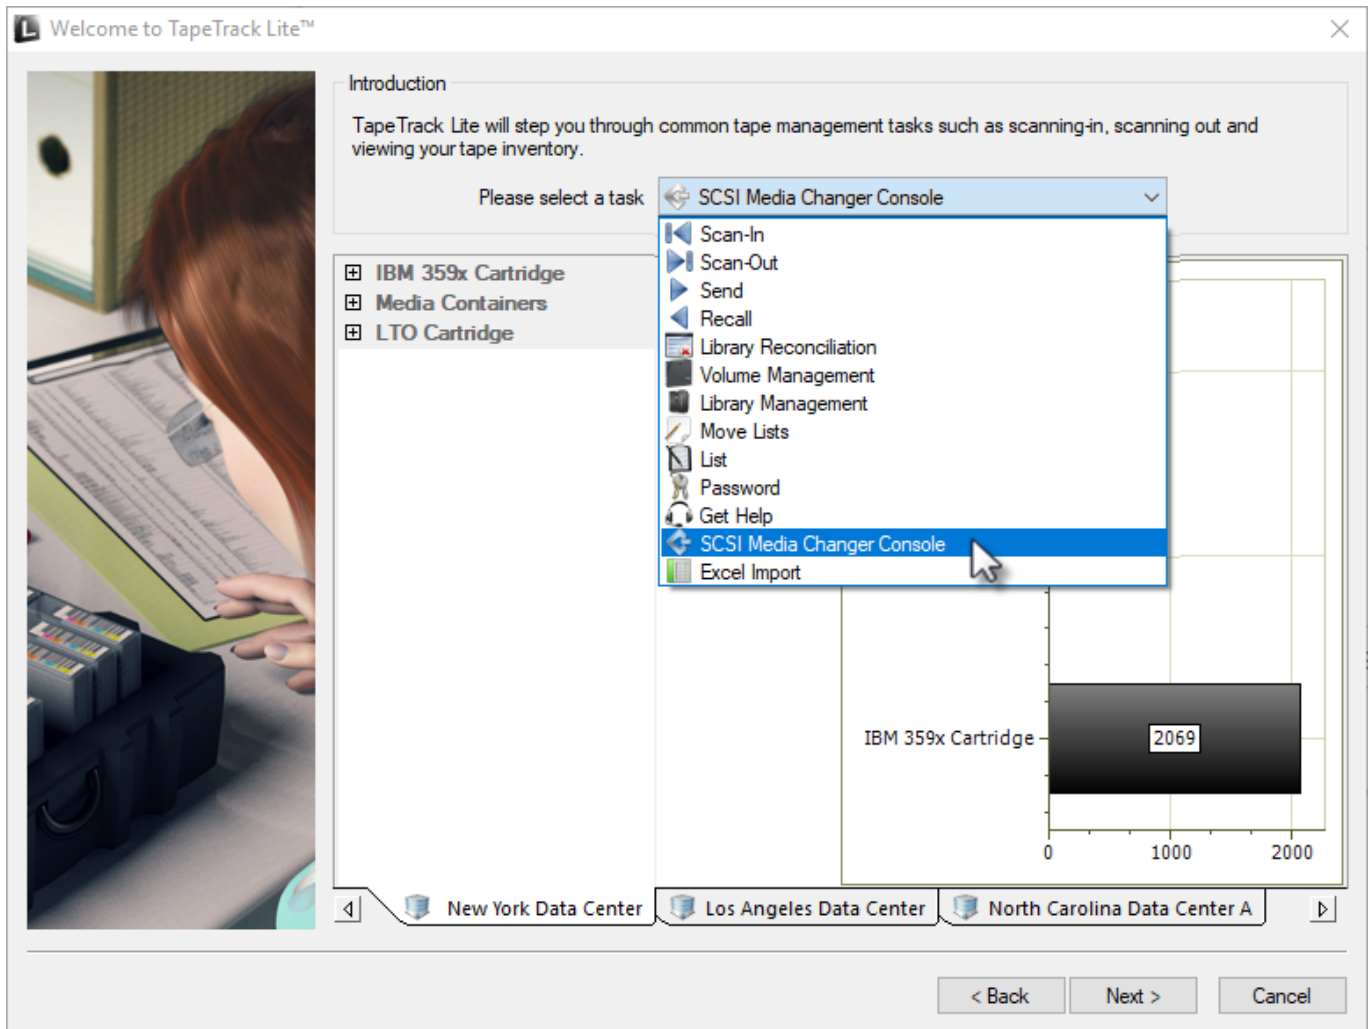 Welcome to TapeTrack Lite™
Introduction
TapeTrack Lite will step you through common tape management tasks such as scanning-in, scanning out and
viewing your tape inventory.
Please select a task
SCSI Media Changer Console
Scan-In
Scan-Out
Send
Recall
Library Reconciliation
Volume Management
Library Management
Move Lists
List
Password
Get Help
SCSI Media Changer Console
Excel Import
IBM 359x Cartridge
Media Containers
LTO Cartridge
IBM 359x Cartridge
2069
0 1000 2000
New York Data Center Los Angeles Data Center North Carolina Data Center A
< Back Next > Cancel